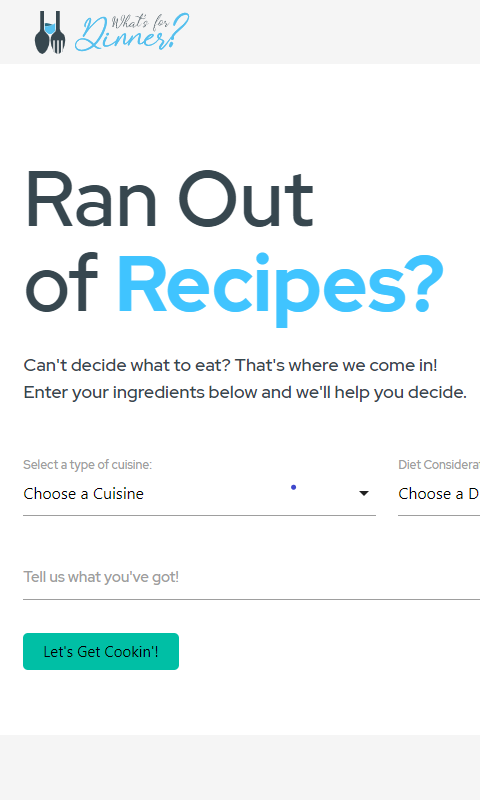 What's for
Dinner?
Ran Out
of Recipes?
Can't decide what to eat? That's where we come in!
Enter your ingredients below and we'll help you decide.
Select a type of cuisine:
Diet Considerat
Choose a Cuisine
Choose a D
Tell us what you've got!
Let's Get Cookin'!